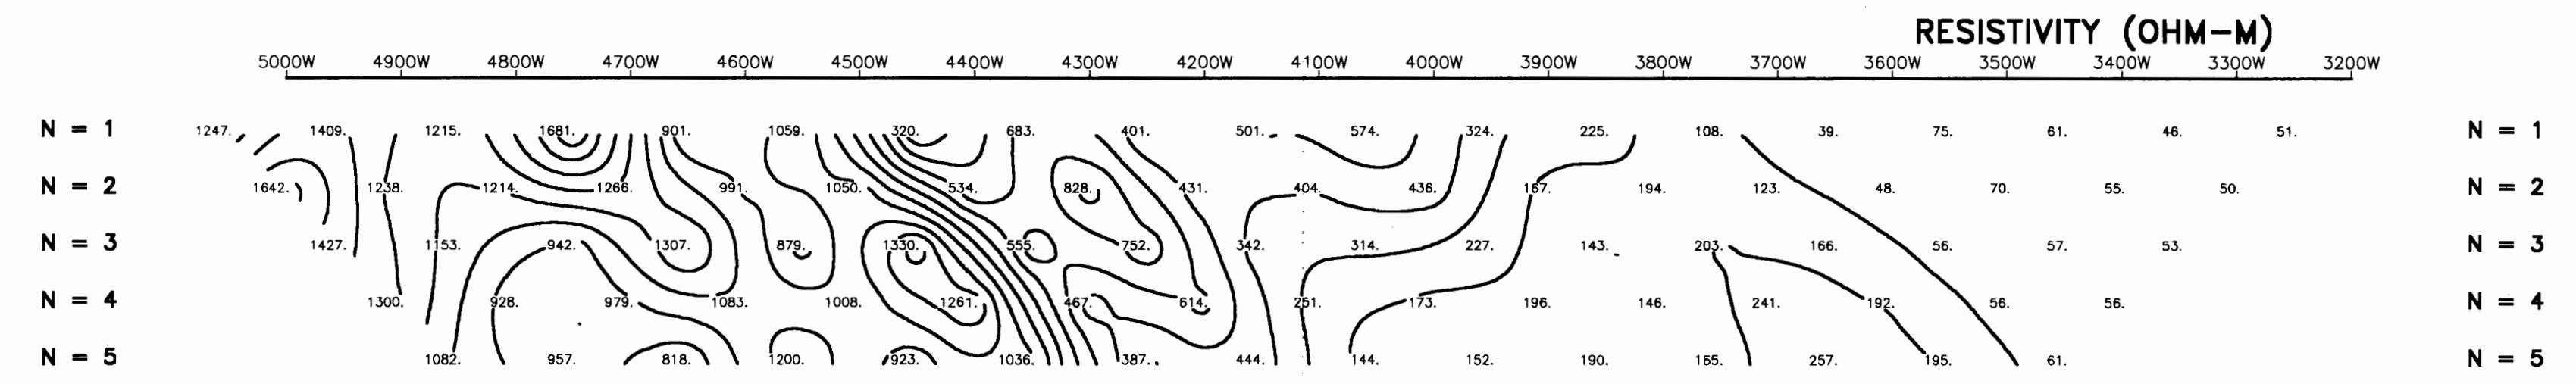 RESISTIVITY (OHM-M)
5000W 4900W 4800W 4700W 4600W 4500W 4400W 4300W 4200W 4100W 4000W 3900W 3800W 3700W 3600W 3500W 3400W 3300W 3200W
N = 1 1247. 1409. 1215. 1681. 901. 1059. 320. 683. 401. 501. 574. 324. 225. 108. 39. 75. 61. 46. 51. N = 1
N = 2 1642. 1238. 1214. 1266. 991. 1050. 534. 828. 431. 404. 436. 167. 194. 123. 48. 70. 55. 50. N = 2
N = 3 1427. 1153. 942. 1307. 879. 1330. 555. 752. 342. 314. 227. 143. 203. 166. 56. 57. 53. N = 3
N = 4 1300. 928. 979. 1083. 1008. 1261. 467. 614. 251. 173. 196. 146. 241. 192. 56. 56. N = 4
N = 5 1082. 957. 818. 1200. 923. 1036. 387. 444. 144. 152. 190. 165. 257. 195. 61. N = 5